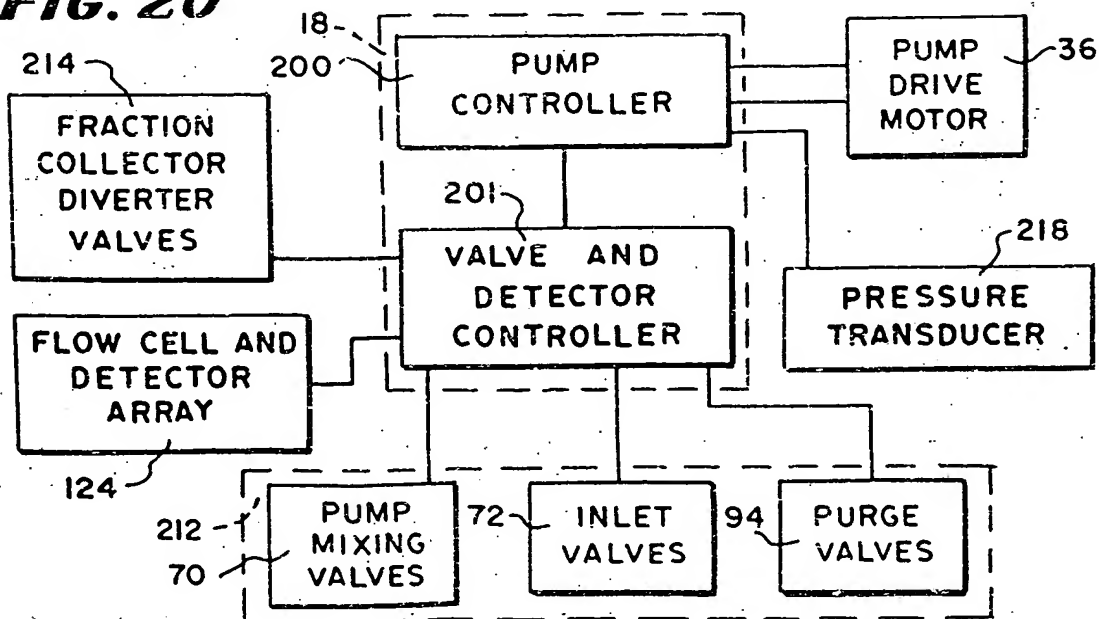 FIG. 20
18
200
PUMP
CONTROLLER
PUMP
DRIVE
MOTOR
36
214
FRACTION
COLLECTOR
DIVERTER
VALVES
201
VALVE AND
DETECTOR
CONTROLLER
218
PRESSURE
TRANSDUCER
FLOW CELL AND
DETECTOR
ARRAY
124
212
PUMP
MIXING
VALVES
70
72
INLET
VALVES
94
PURGE
VALVES